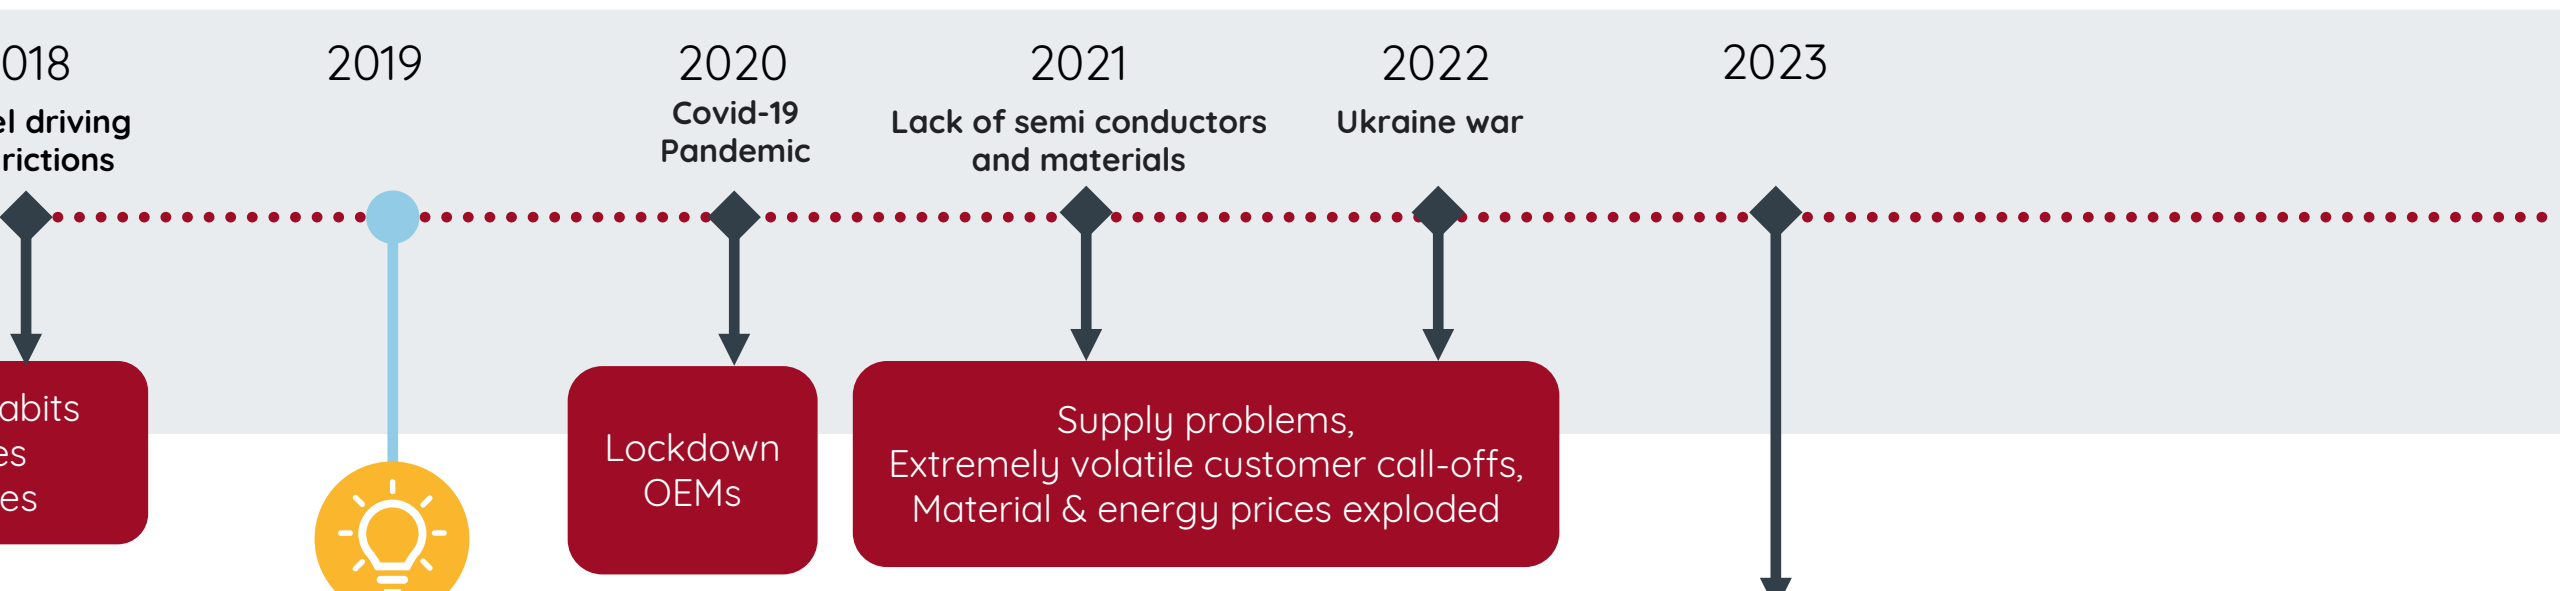 018 2019 2020 2021 2022 2023
el driving
rictions
Covid-19
Pandemic
Lack of semi conductors
and materials
Ukraine war
abits
es
es
Lockdown
OEMs
Supply problems,
Extremely volatile customer call-offs,
Material & energy prices exploded